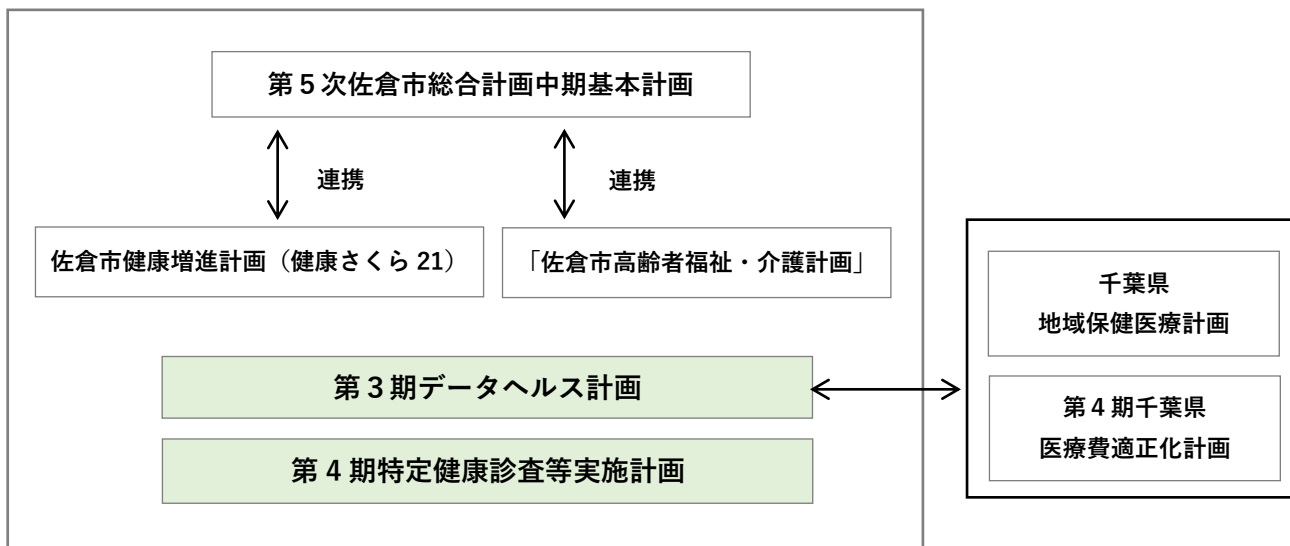 第5次佐倉市総合計画中期基本計画
連携
連携
佐倉市健康増進計画（健康さくら21）
「佐倉市高齢者福祉・介護計画」
第3期データヘルス計画
第4期特定健康診査等実施計画
千葉県
地域保健医療計画
第4期千葉県
医療費適正化計画